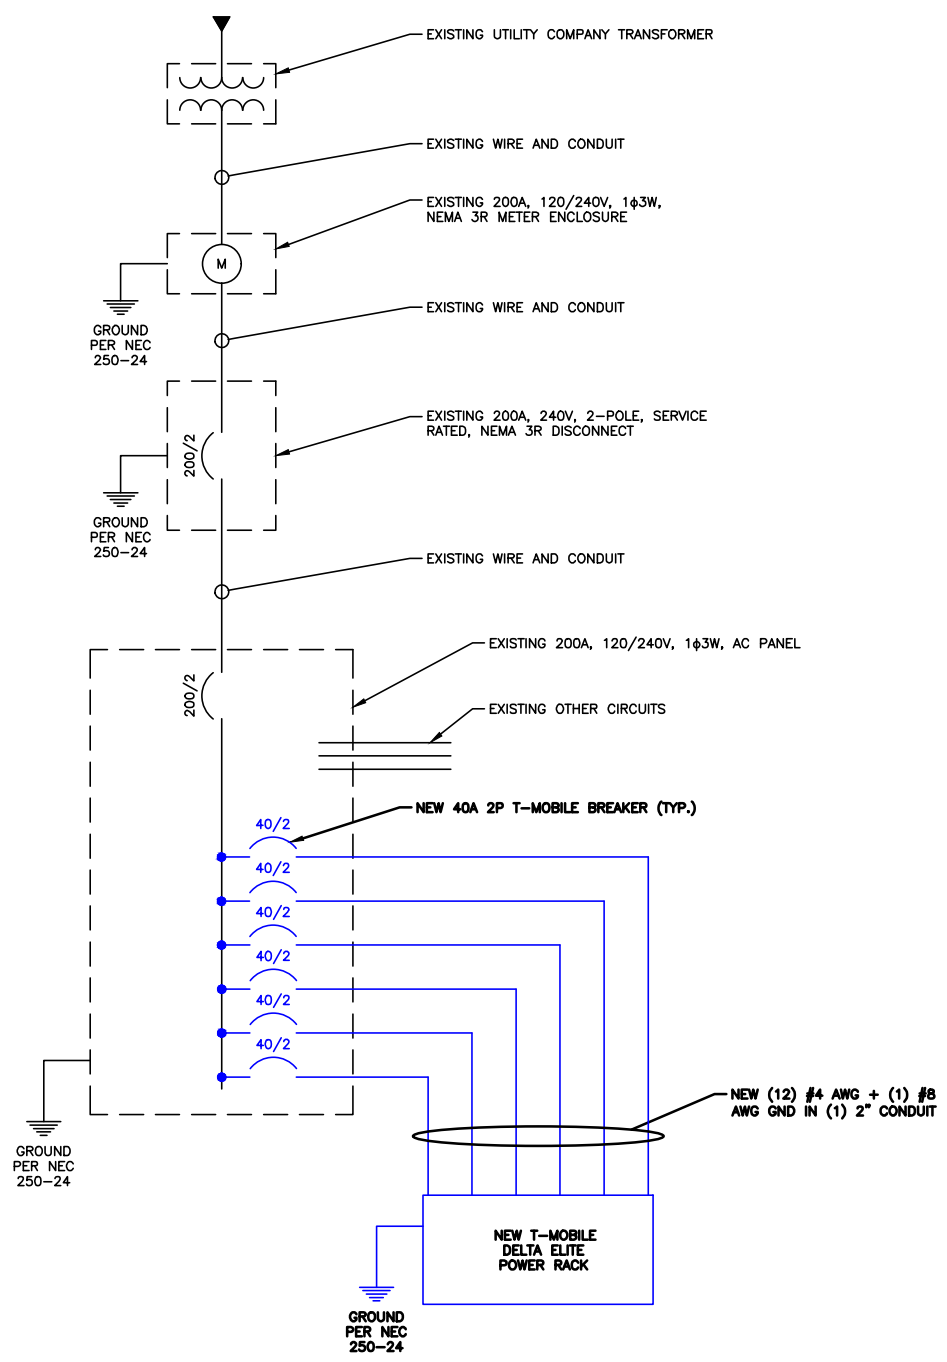 EXISTING UTILITY COMPANY TRANSFORMER
EXISTING WIRE AND CONDUIT
EXISTING 200A, 120/240V, 1ϕ3W,
NEMA 3R METER ENCLOSURE
M
GROUND
PER NEC
250-24
EXISTING WIRE AND CONDUIT
EXISTING 200A, 240V, 2-POLE, SERVICE
RATED, NEMA 3R DISCONNECT
200/2
GROUND
PER NEC
250-24
EXISTING WIRE AND CONDUIT
EXISTING 200A, 120/240V, 1ϕ3W, AC PANEL
200/2
EXISTING OTHER CIRCUITS
NEW 40A 2P T-MOBILE BREAKER (TYP.)
40/2
40/2
40/2
40/2
40/2
40/2
NEW (12) #4 AWG + (1) #8
AWG GND IN (1) 2" CONDUIT
GROUND
PER NEC
250-24
NEW T-MOBILE
DELTA ELITE
POWER RACK
GROUND
PER NEC
250-24